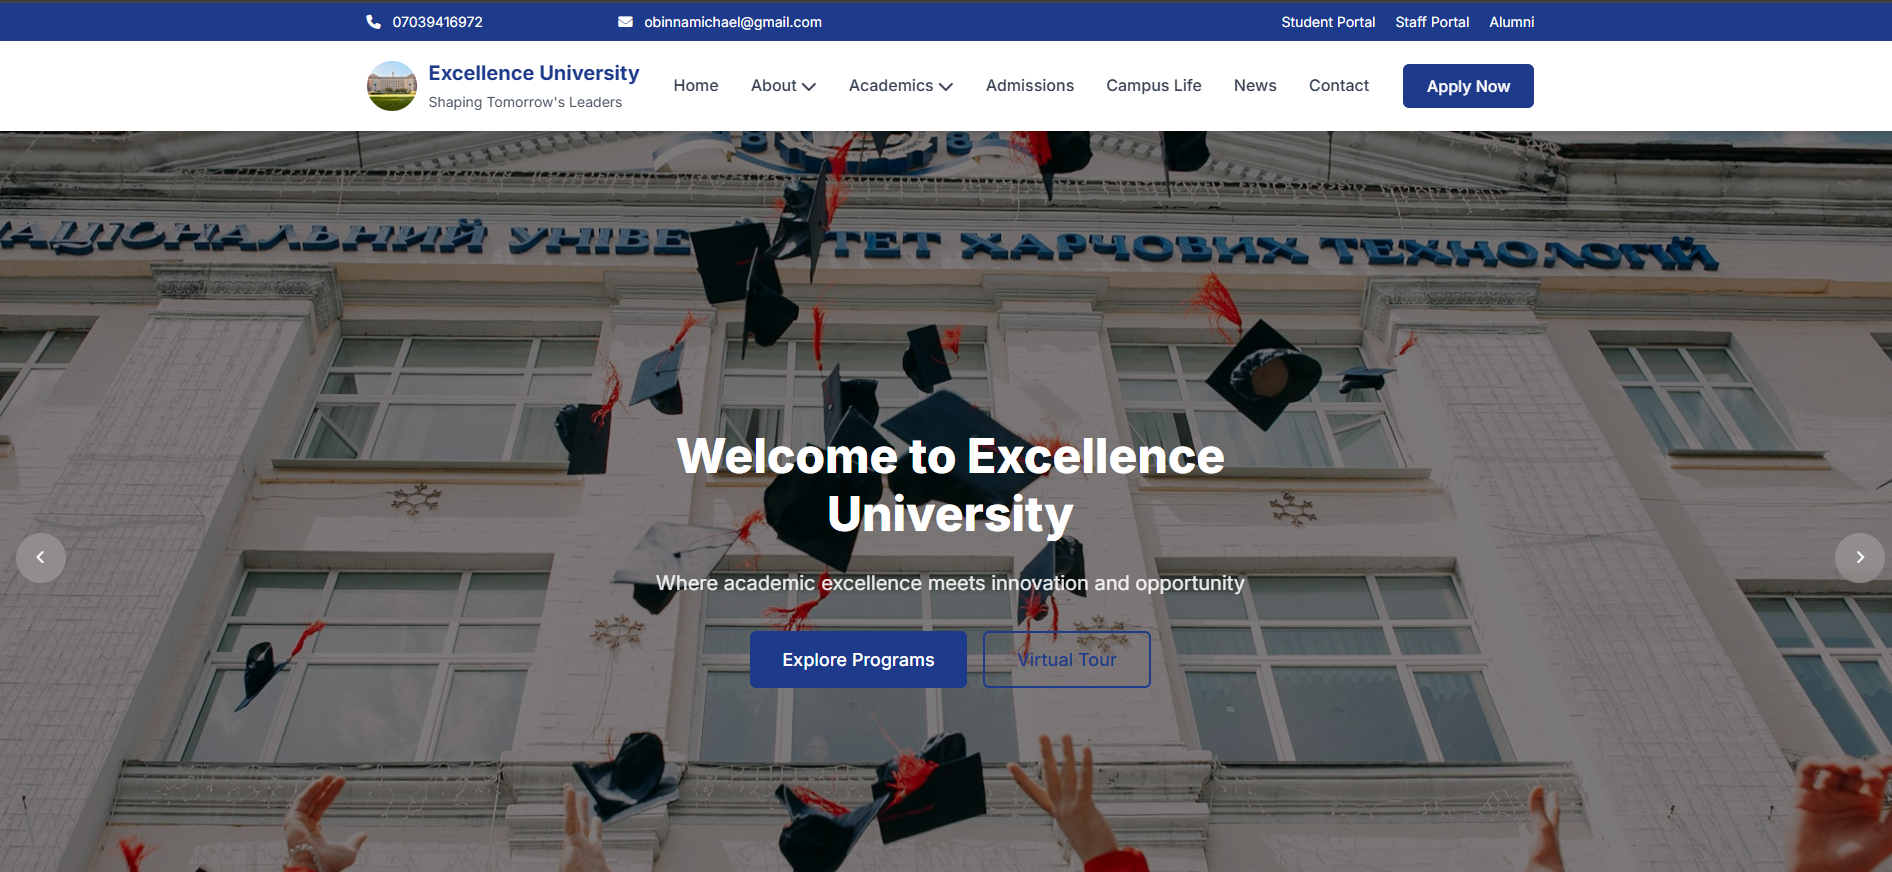 07039416972
obinnamichael@gmail.com
Student Portal
Staff Portal
Alumni
Excellence University
Shaping Tomorrow's Leaders
Home
About
Academics
Admissions
Campus Life
News
Contact
Apply Now
АЦІОНАЛЬНИЙ УНІВЕ ТЕТ ХАРЧОВИХ ТЕХНОЛОГІЙ
Welcome to Excellence
University
Where academic excellence meets innovation and opportunity
Explore Programs
Virtual Tour